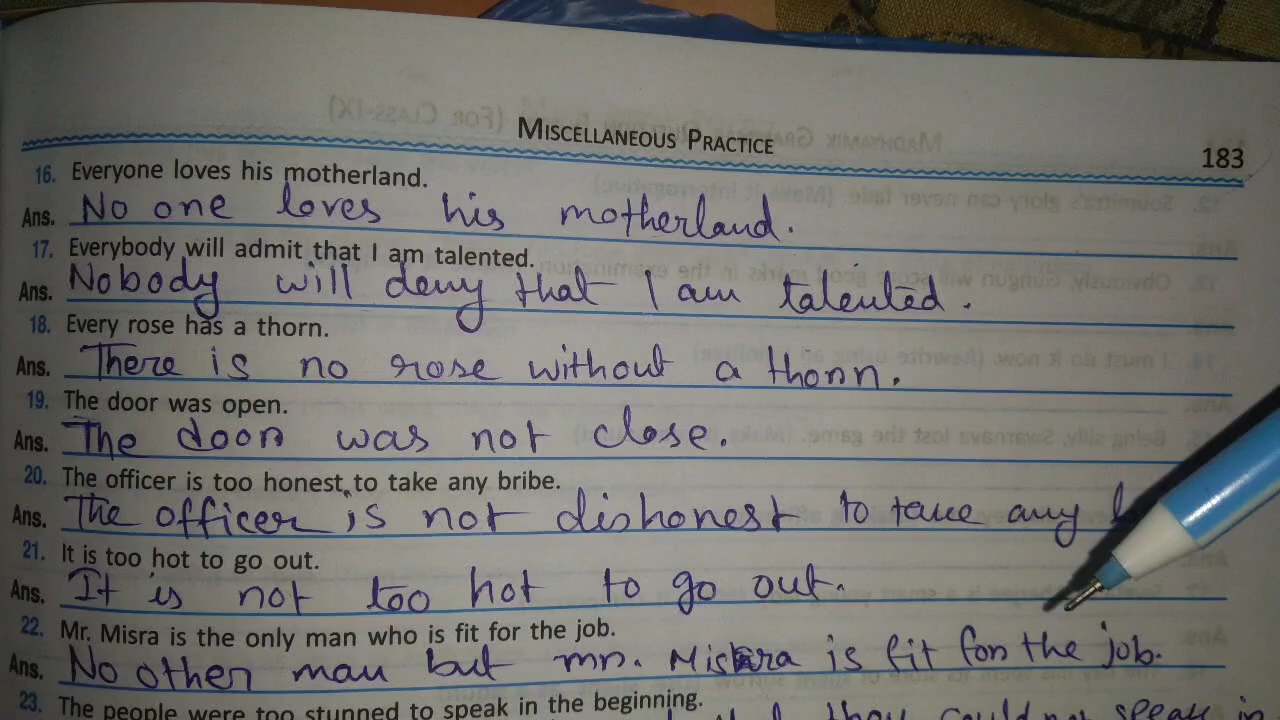 MISCELLANEOUS PRACTICE
183
16. Everyone loves his motherland.
Ans. No one loves his motherland.
17. Everybody will admit that I am talented.
Ans. Nobody will deny that I am talented.
18. Every rose has a thorn.
Ans. There is no rose without a thorn.
19. The door was open.
Ans. The door was not close.
20. The officer is too honest to take any bribe.
Ans. The officer is not dishonest to take any
21. It is too hot to go out.
Ans. It is not too hot to go out.
22. Mr. Misra is the only man who is fit for the job.
Ans. No other man but mr. Misra is fit for the job.
23. The people were too stunned to speak in the beginning.
they could not speak in